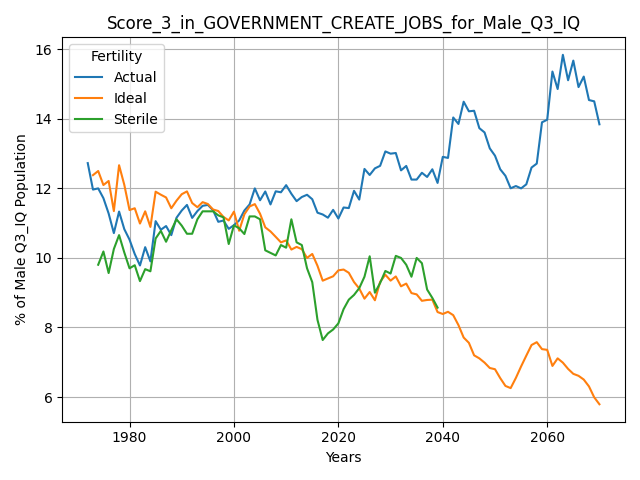 Score_3_in_GOVERNMENT_CREATE_JOBS_for_Male_Q3_IQ
Fertility
Actual
Ideal
Sterile
% of Male Q3_IQ Population
16
14
12
10
8
6
1980
2000
2020
2040
2060
Years